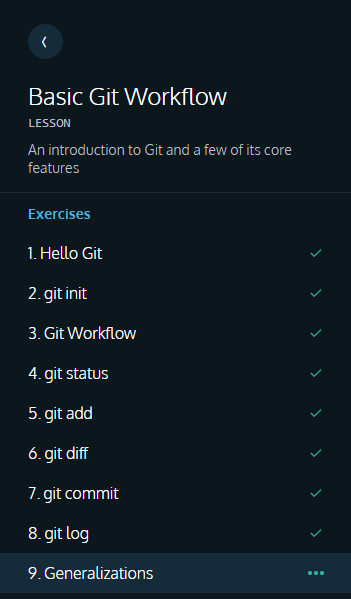 Basic Git Workflow
LESSON
An introduction to Git and a few of its core
features
Exercises
1. Hello Git
2. git init
3. Git Workflow
4. git status
5. git add
6. git diff
7. git commit
8. git log
9. Generalizations